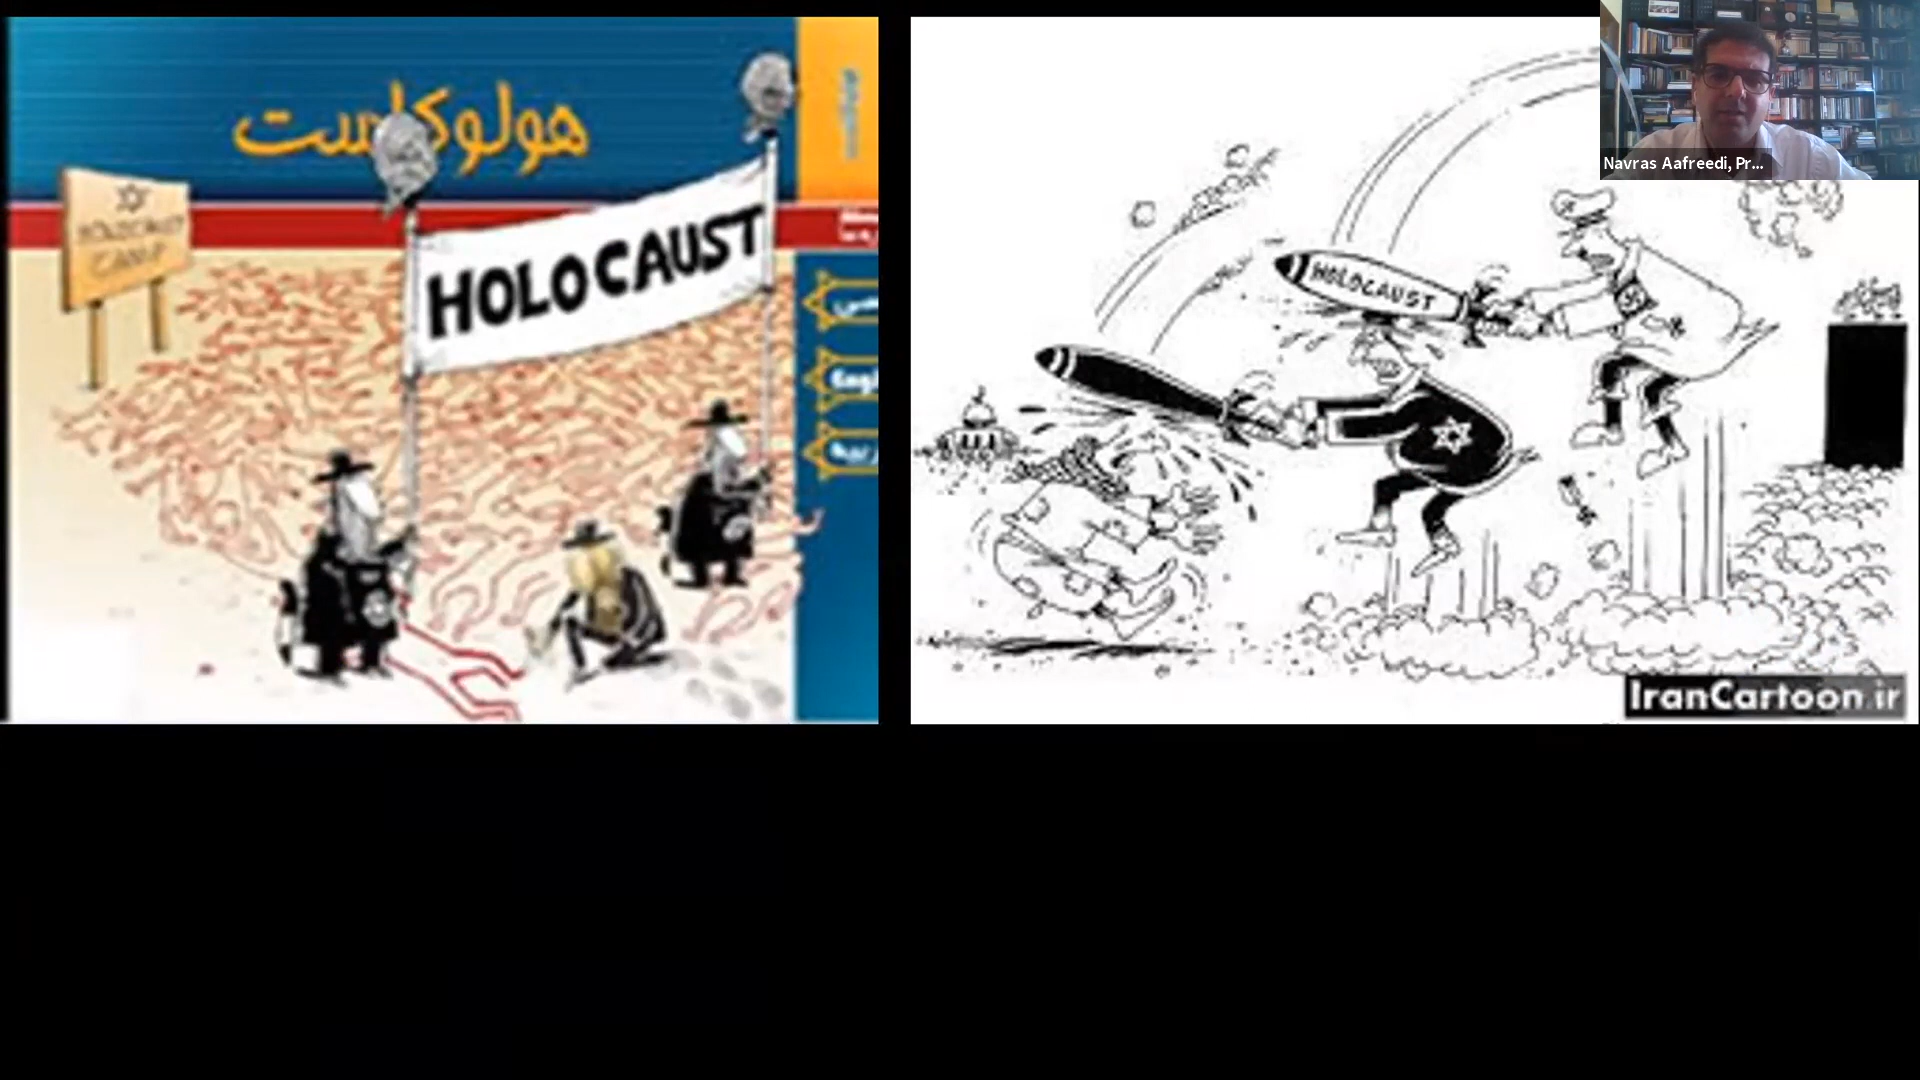 هولوکاست
HOLOCAUST
CAMP
HOLOCAUST
HOLOCAUST
IranCartoon.ir
Navras Aafreedi, Pr...